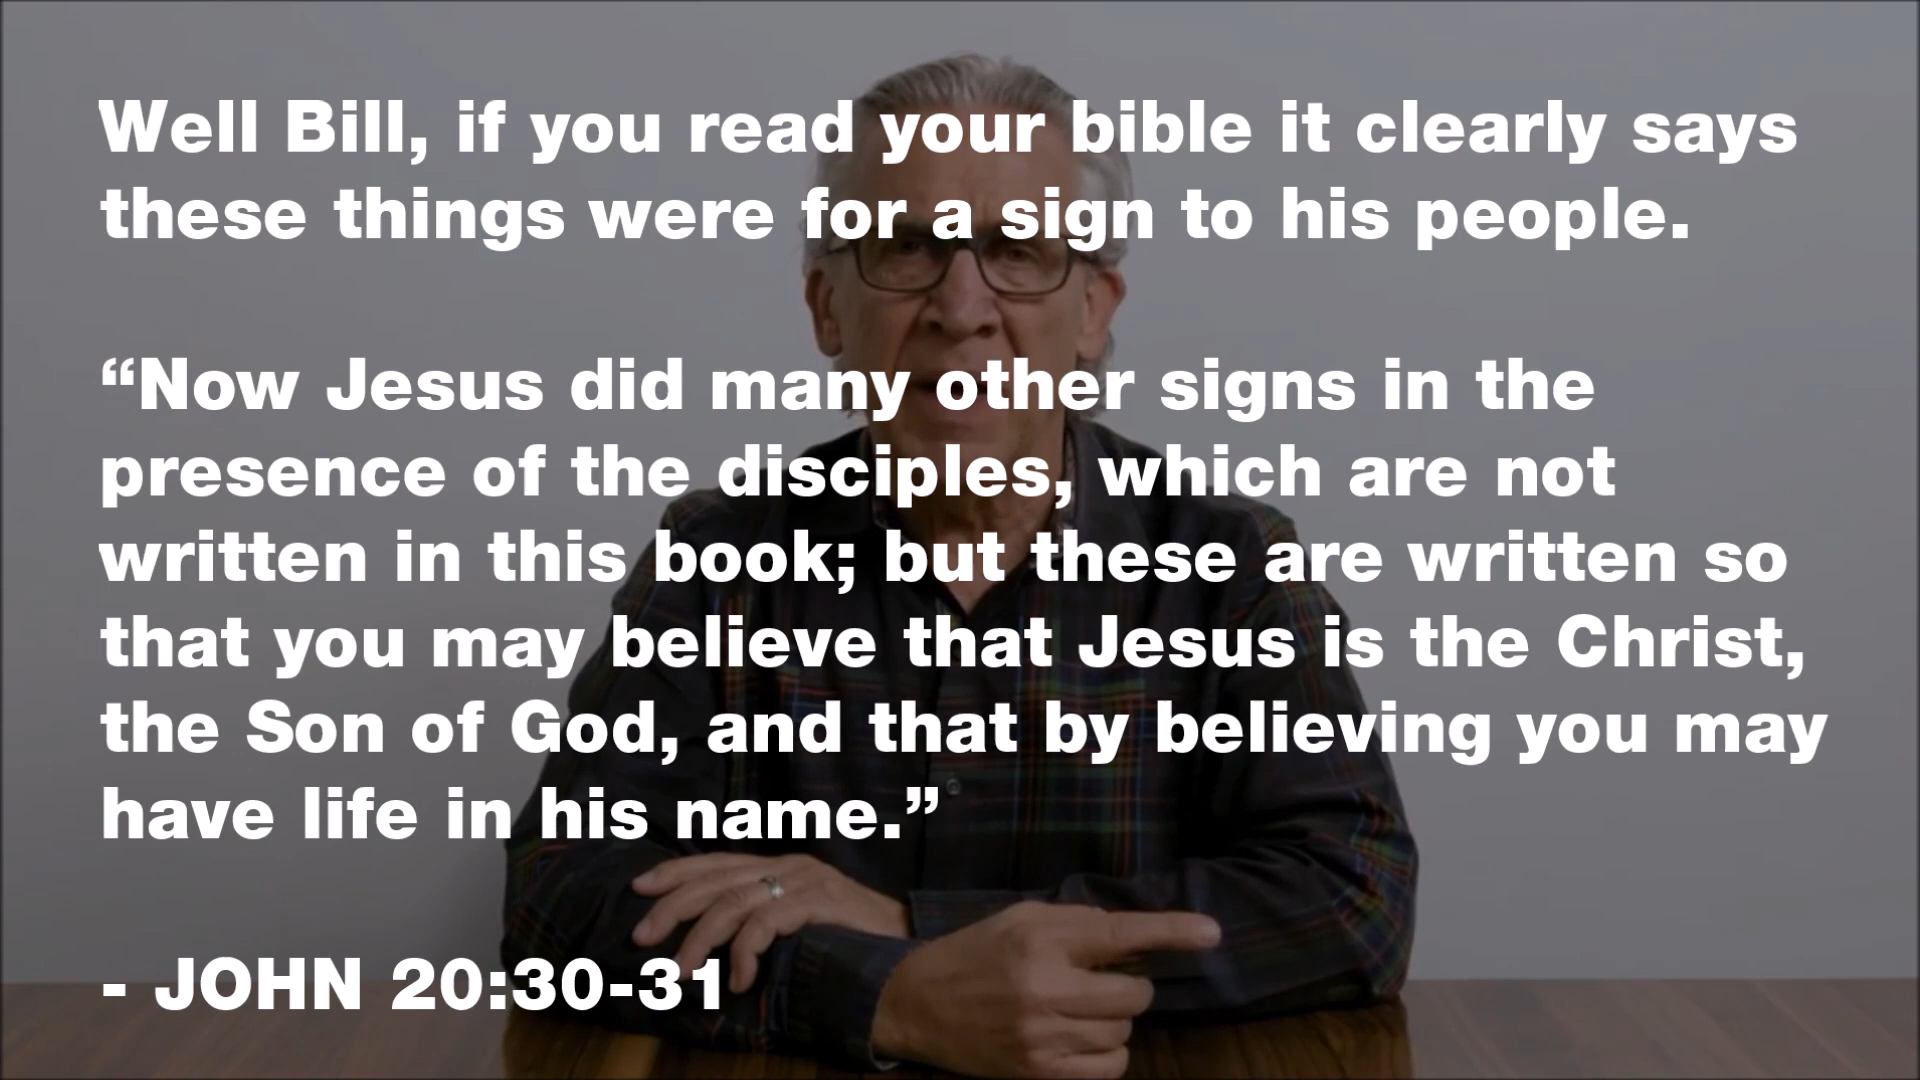 Well Bill, if you read your bible it clearly says
these things were for a sign to his people.
“Now Jesus did many other signs in the
presence of the disciples, which are not
written in this book; but these are written so
that you may believe that Jesus is the Christ,
the Son of God, and that by believing you may
have life in his name.”
- JOHN 20:30-31